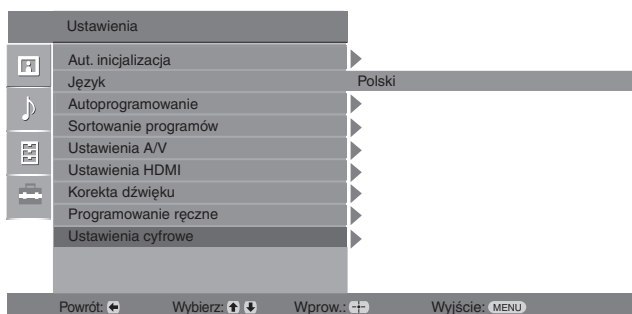 Ustawienia
Aut. inicjalizacja
Język Polski
Autoprogramowanie
Sortowanie programów
Ustawienia A/V
Ustawienia HDMI
Korekta dźwięku
Programowanie ręczne
Ustawienia cyfrowe
Powrót: Wybierz: Wprow.: Wyjście: MENU